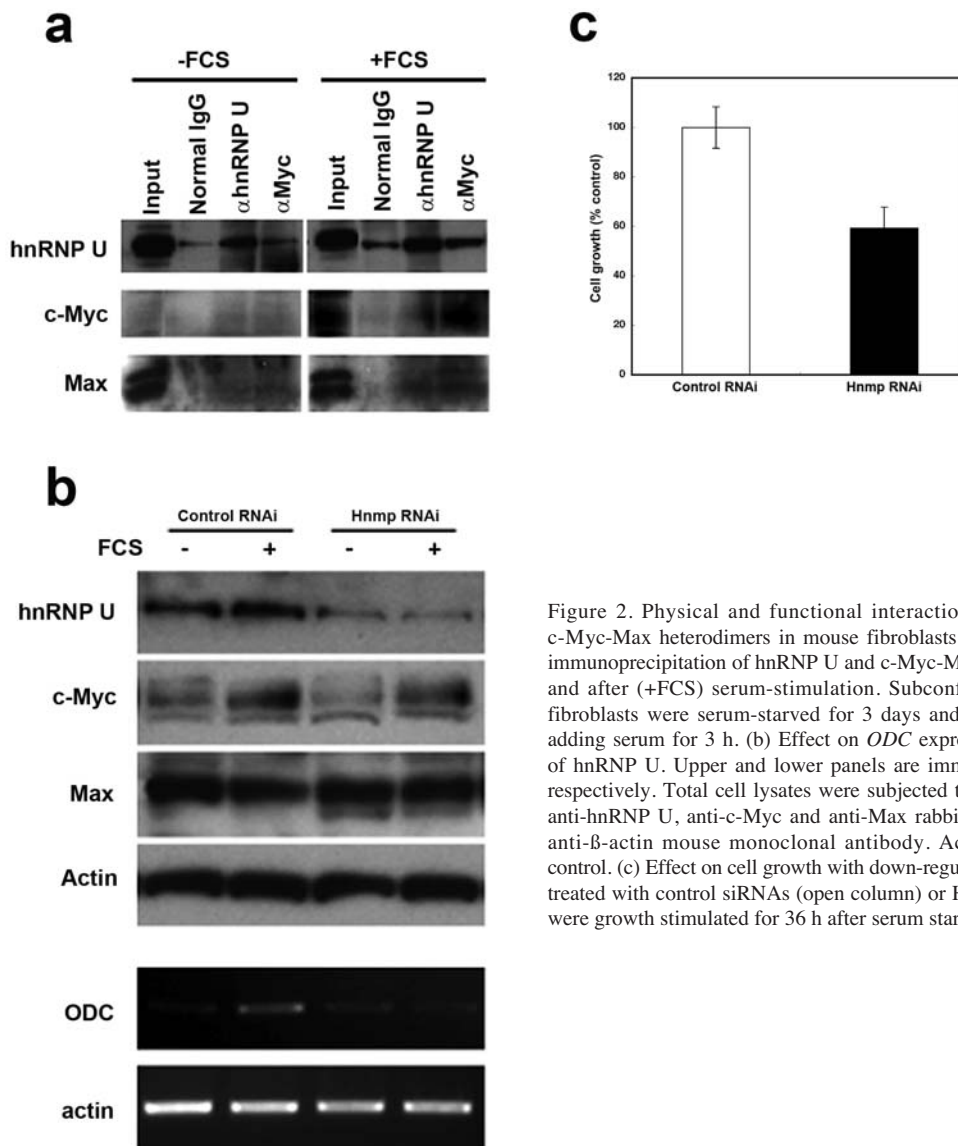 a
-FCS +FCS
Input Normal IgG αhnRNP U αMyc Input Normal IgG αhnRNP U αMyc
hnRNP U
c-Myc
Max
c
120
100
80
60
40
20
0
Cell growth (% control)
Control RNAi Hnrnp RNAi
b
Control RNAi Hnrnp RNAi
FCS - + - +
hnRNP U
c-Myc
Max
Actin
ODC
actin
Figure 2. Physical and functional interactio
c-Myc-Max heterodimers in mouse fibroblasts
immunoprecipitation of hnRNP U and c-Myc-M
and after (+FCS) serum-stimulation. Subconf
fibroblasts were serum-starved for 3 days and
adding serum for 3 h. (b) Effect on ODC expre
of hnRNP U. Upper and lower panels are imm
respectively. Total cell lysates were subjected t
anti-hnRNP U, anti-c-Myc and anti-Max rabbi
anti-ß-actin mouse monoclonal antibody. Ac
control. (c) Effect on cell growth with down-regu
treated with control siRNAs (open column) or H
were growth stimulated for 36 h after serum star